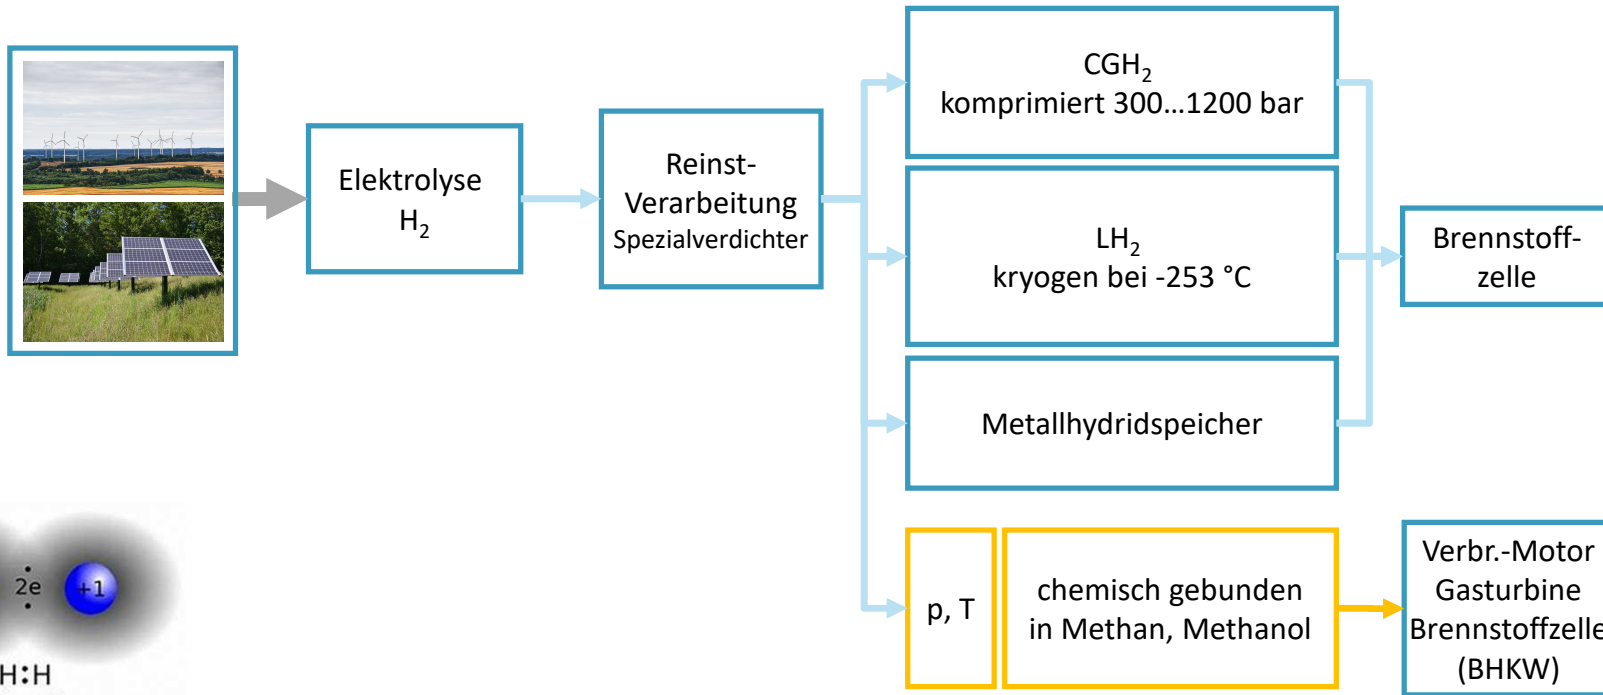 Elektrolyse
H₂
Reinst-
Verarbeitung
Spezialverdichter
CGH₂
komprimiert 300...1200 bar
LH₂
kryogen bei -253 °C
Metallhydridspeicher
Brennstoff-
zelle
p, T
chemisch gebunden
in Methan, Methanol
Verbr.-Motor
Gasturbine
Brennstoffzelle
(BHKW)
2e
+1
H:H